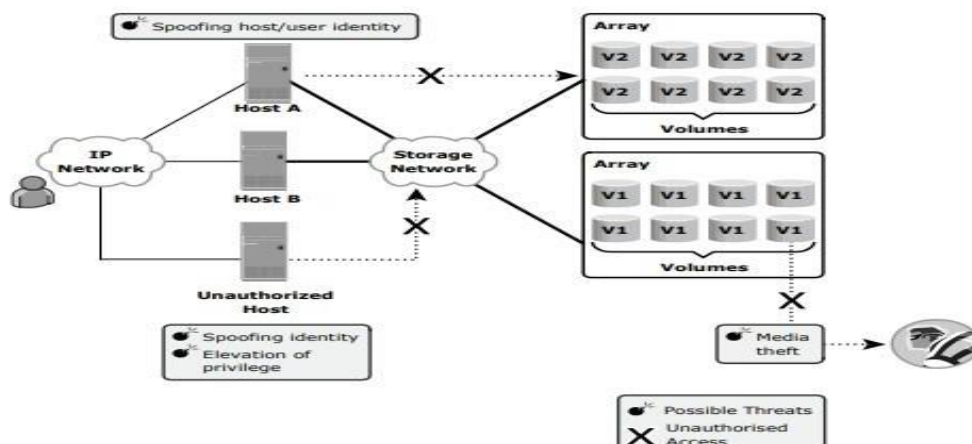 Spoofing host/user identity
Host A
IP
Network
Host B
Unauthorized
Host
Spoofing identity
Elevation of
privilege
Storage
Network
Array
V2 V2 V2 V2
V2 V2 V2 V2
Volumes
Array
V1 V1 V1 V1
V1 V1 V1 V1
Volumes
Media
theft
Possible Threats
Unauthorised
Access